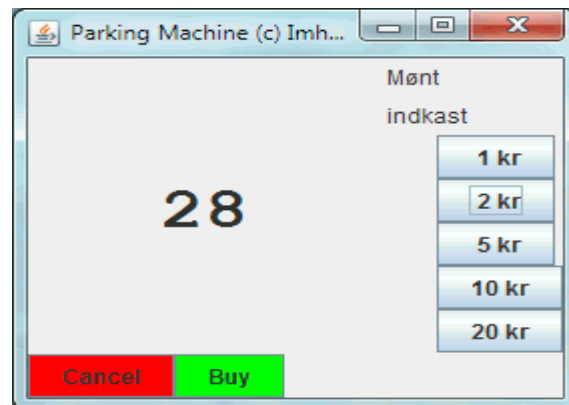 Parking Machine (c) Imh...
Mønt
indkast
1 kr
28
2 kr
5 kr
10 kr
20 kr
Cancel
Buy